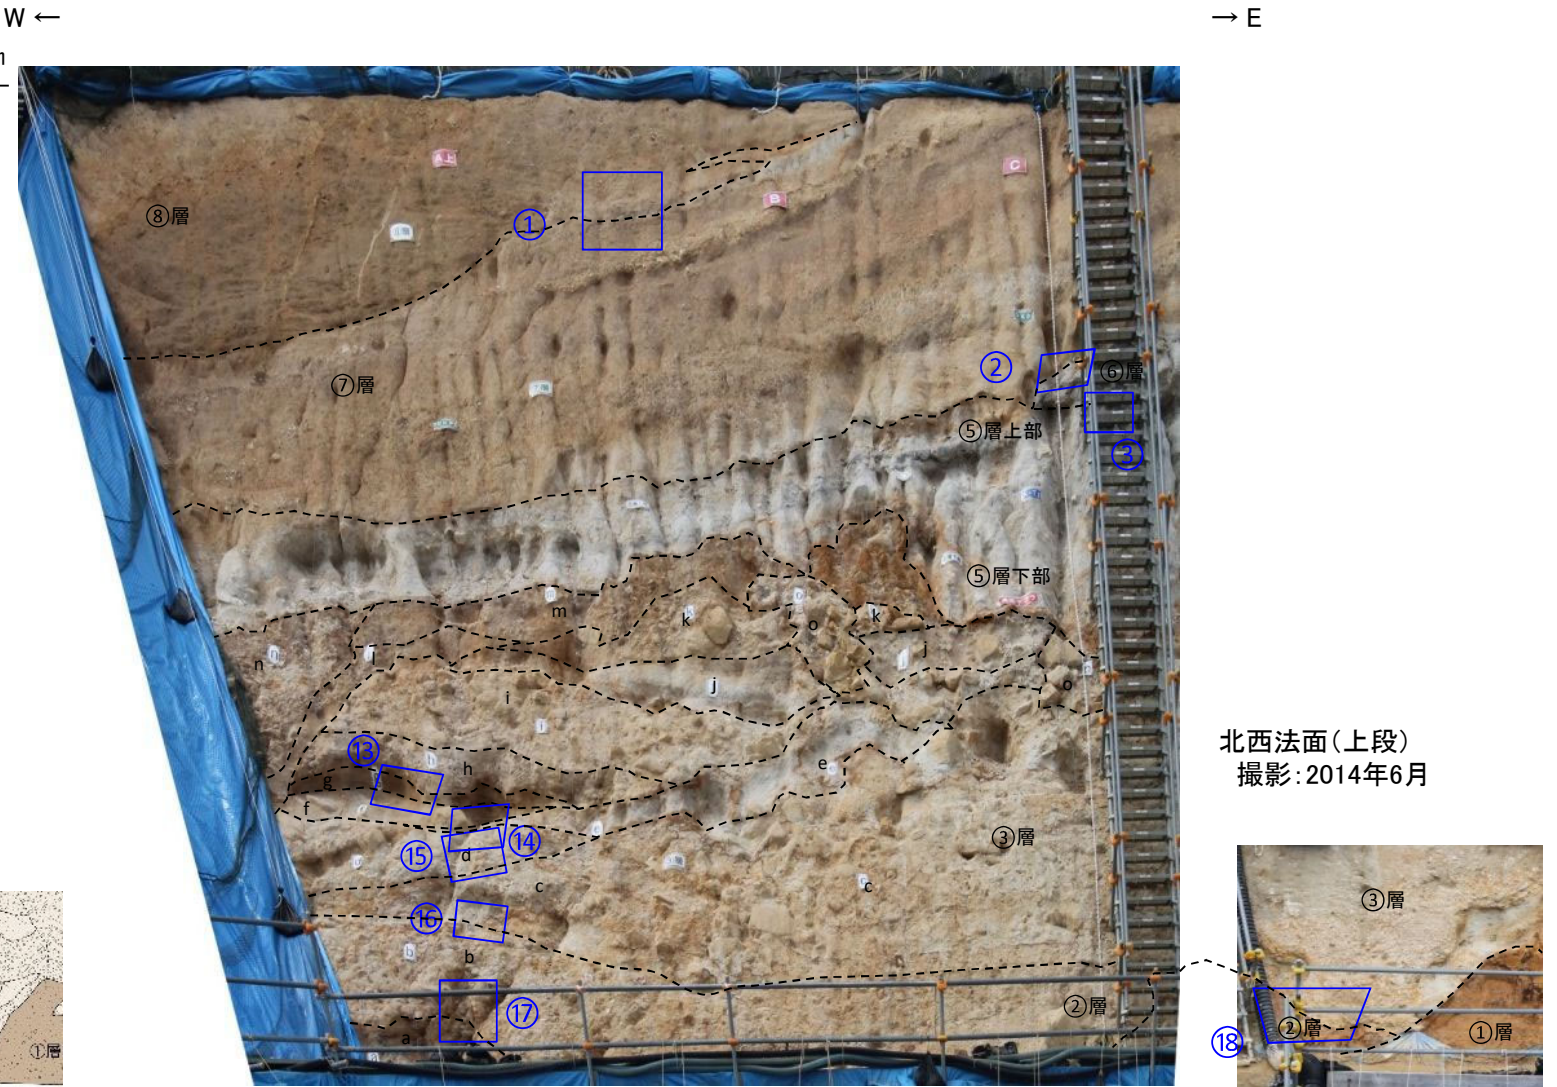 W ←
→ E
A上
⑧層
①
B
C
⑦層
②
⑥層
⑤層上部
③
⑤層下部
m
k
o
k
n
l
j
j
i
o
⑬
h
e
g
f
③層
⑭
⑮
d
c
c
⑯
b
b
⑰
②層
a
北西法面（上段）
撮影：2014年6月
③層
⑱
②層
①層
①層